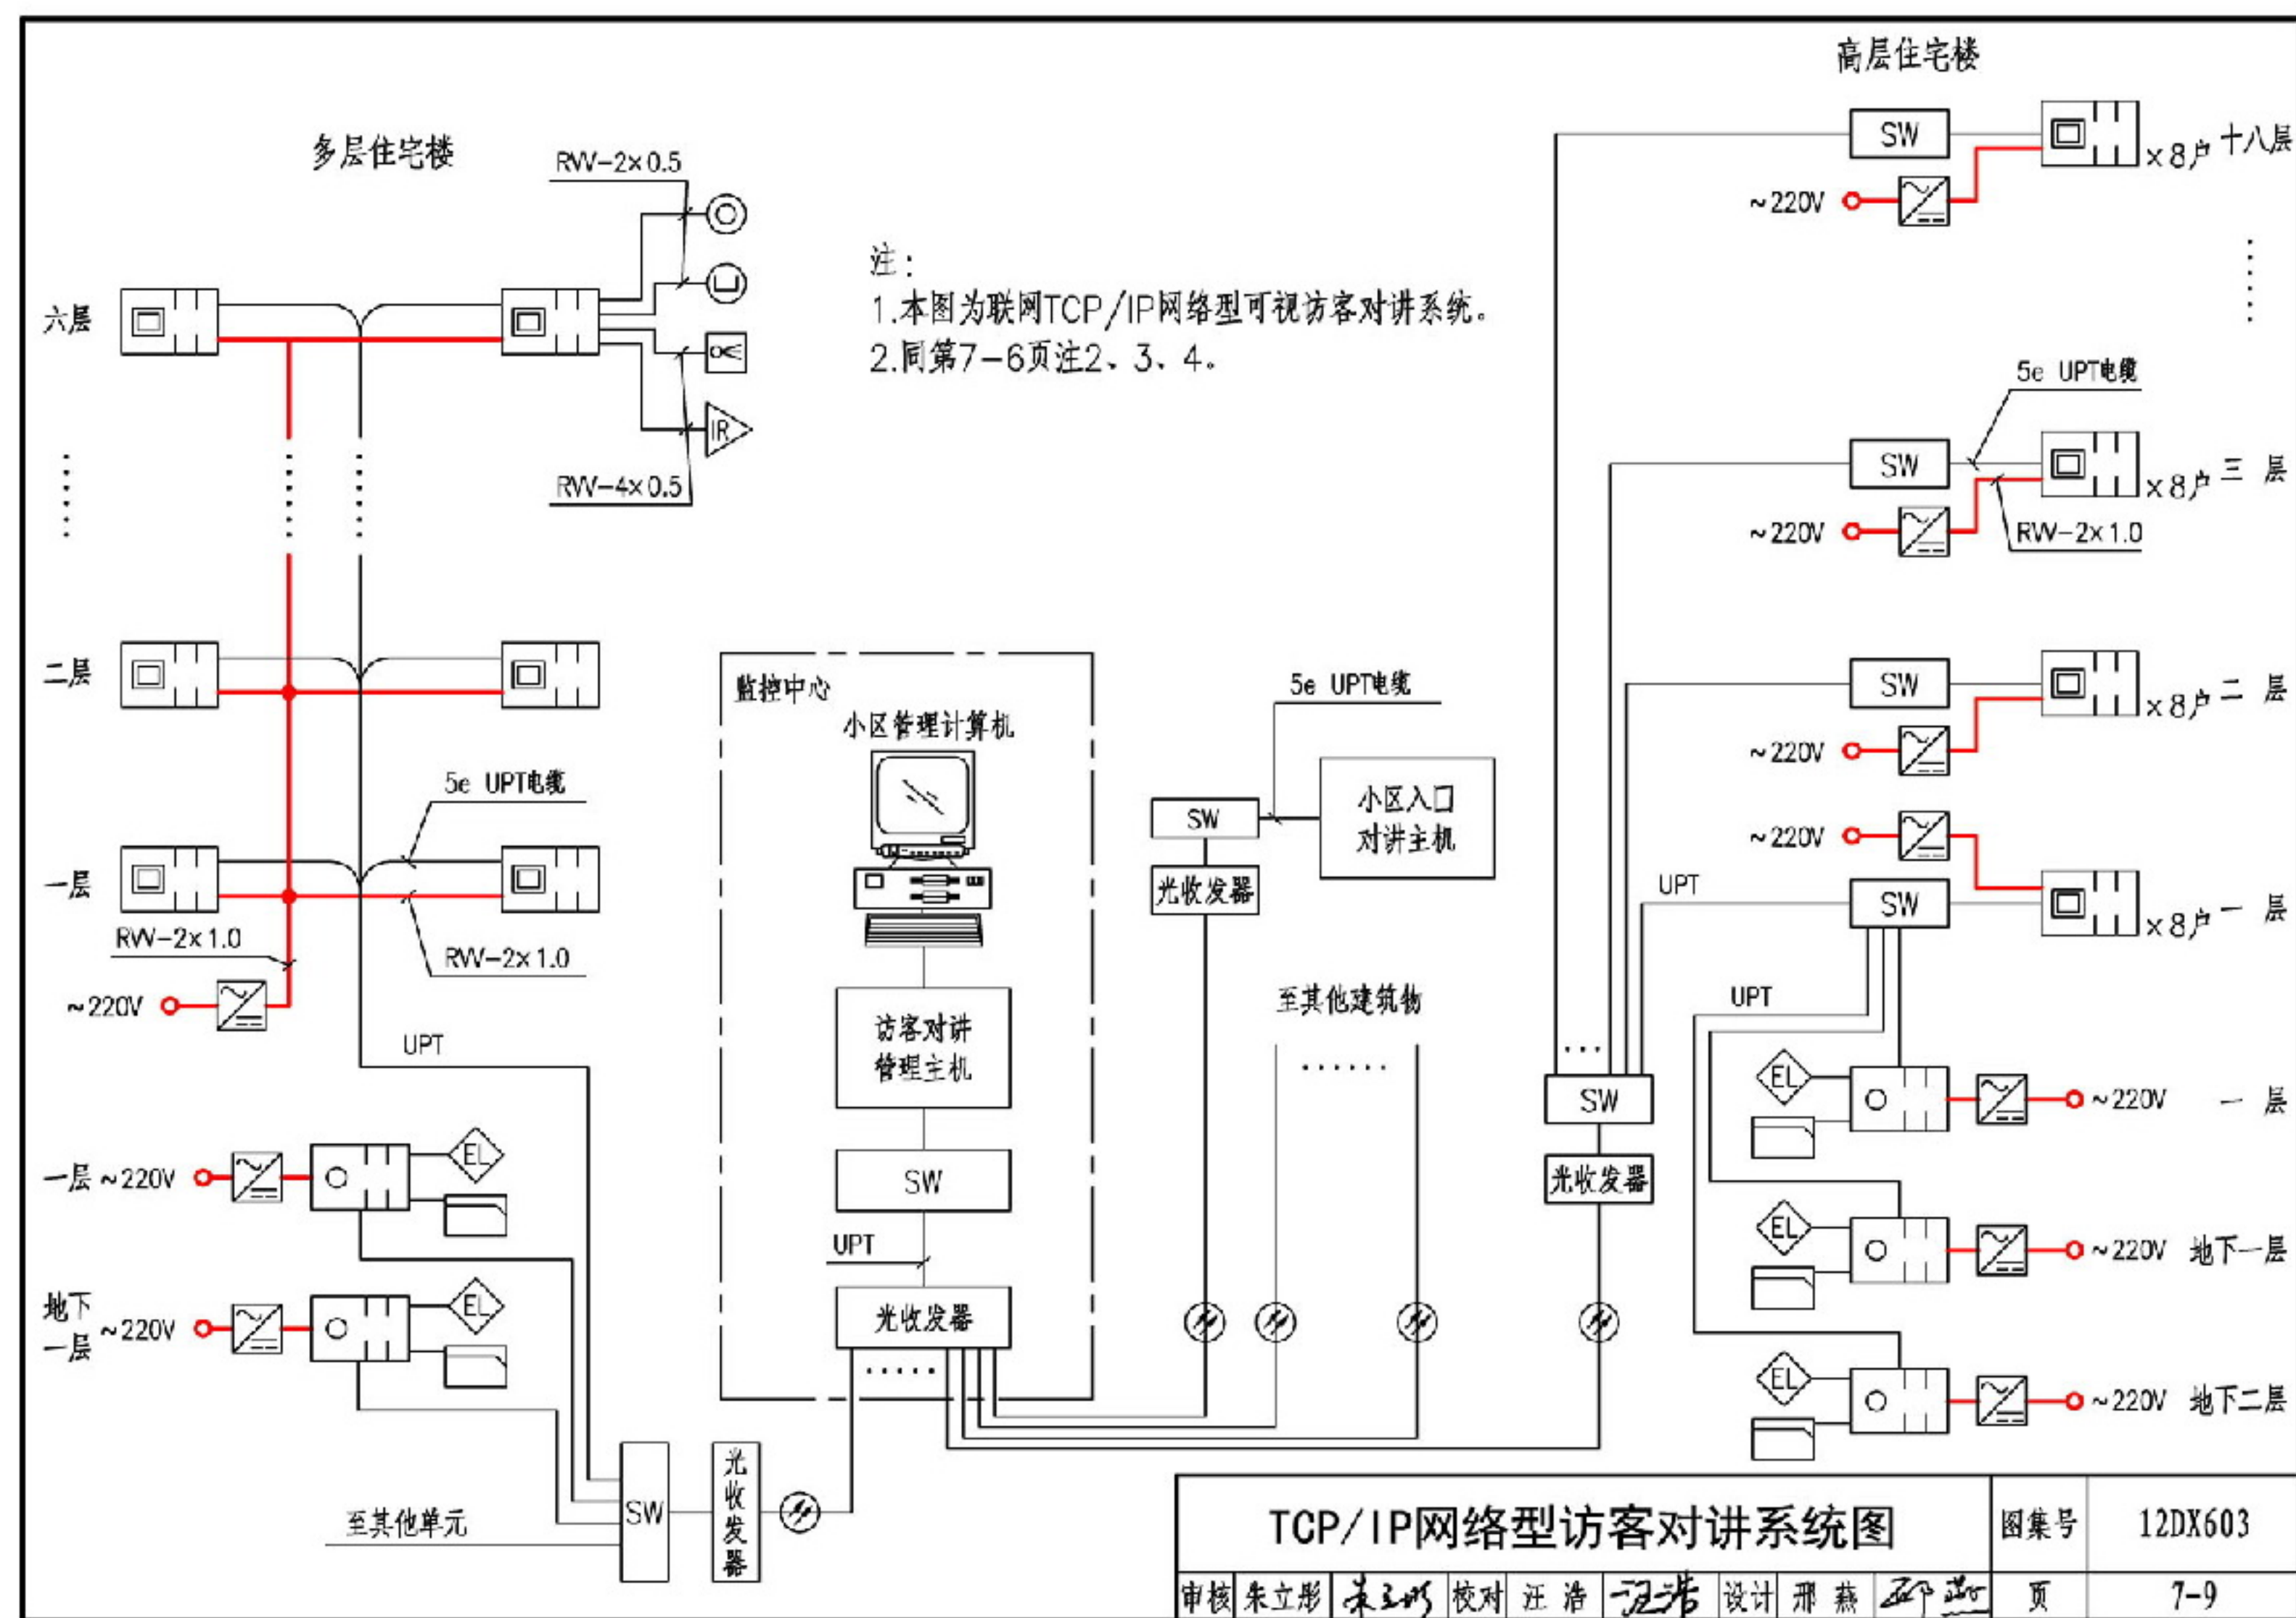 高层住宅楼
多层住宅楼
RVV-2×0.5
六层
IR
RVV-4×0.5
注：
1.本图为联网TCP/IP网络型可视访客对讲系统。
2.同第7-6页注2、3、4。
二层
5e UPT电缆
一层
RVV-2×1.0
RVV-2×1.0
~220V
UPT
一层 ~220V
EL
地下一层 ~220V
EL
至其他单元
SW
光收发器
监控中心
小区管理计算机
访客对讲
管理主机
SW
UPT
光收发器
5e UPT电缆
SW
小区入口
对讲主机
光收发器
至其他建筑物
SW
×8户 十八层
~220V
5e UPT电缆
SW
×8户 三层
~220V
RVV-2×1.0
SW
×8户 二层
~220V
~220V
UPT
SW
×8户 一层
UPT
SW
光收发器
EL
~220V 一层
EL
~220V 地下一层
EL
~220V 地下二层
TCP/IP网络型访客对讲系统图
图集号 12DX603
审核 朱立彤 校对 汪浩 汪浩 设计 邢燕 页 7-9